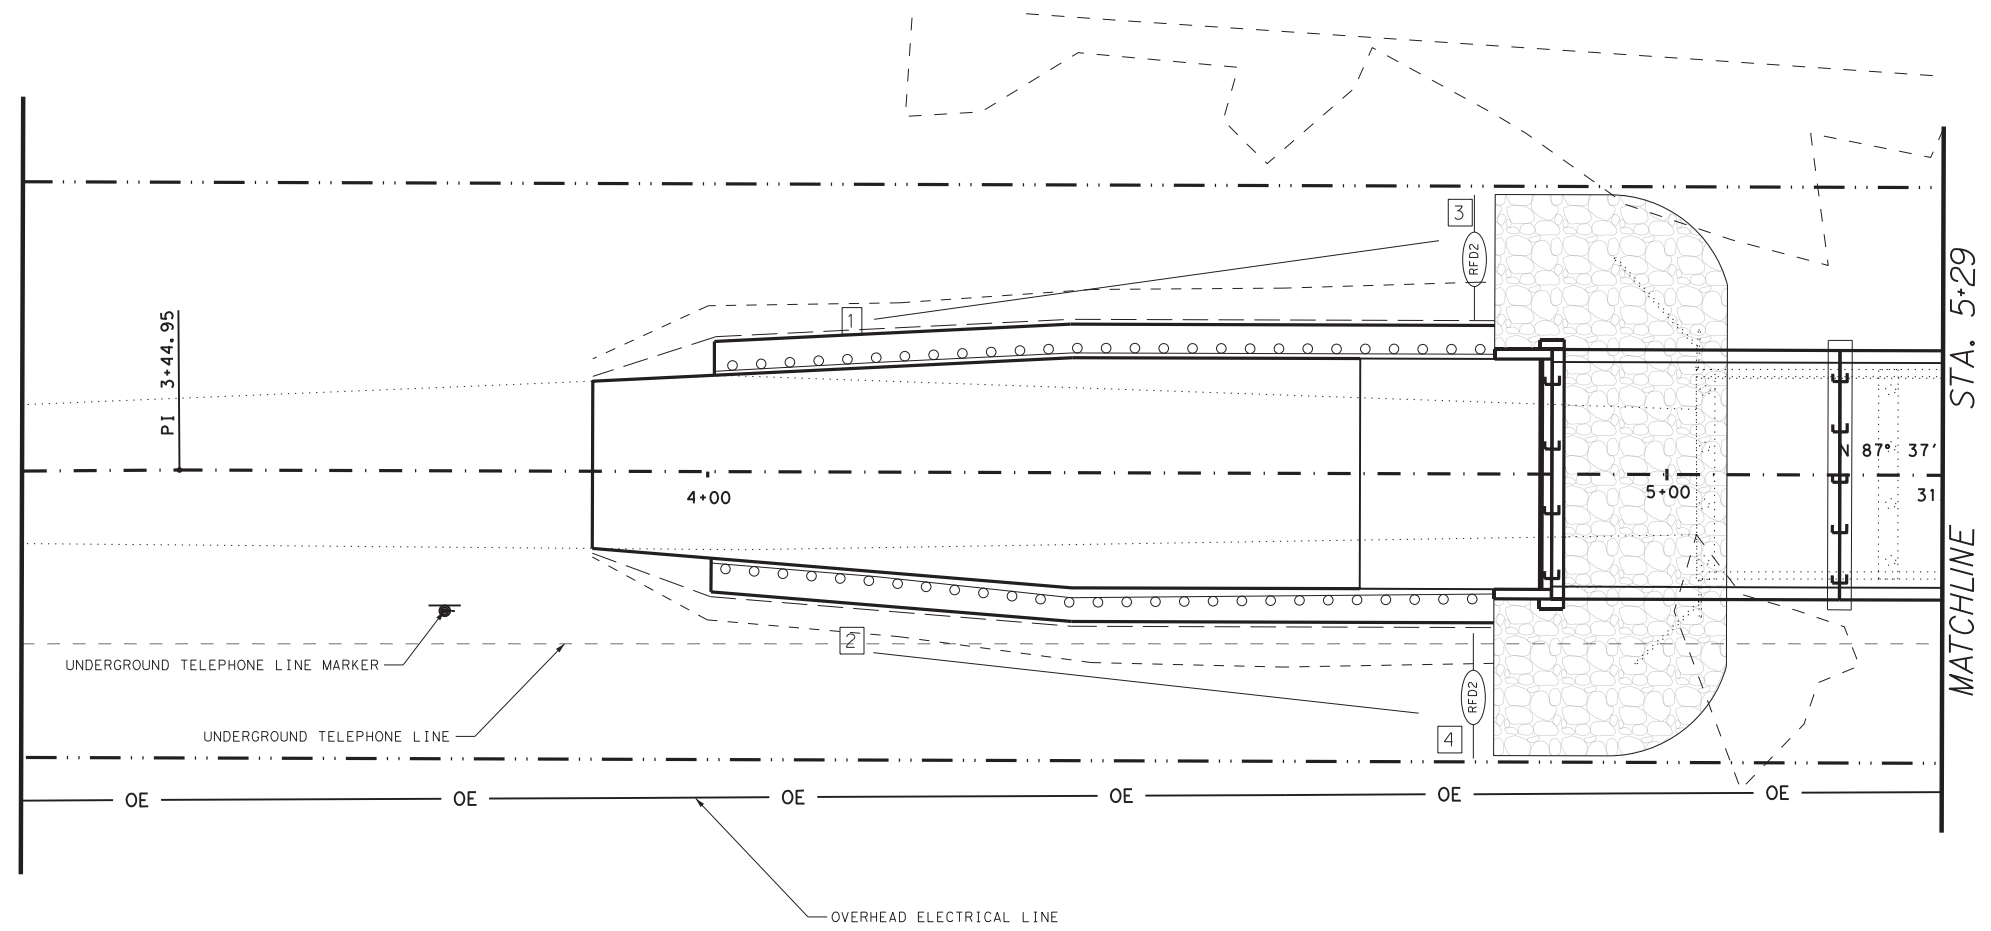 3
RFD2
1
PI 3+44.95
MATCHLINE STA. 5+29
N 87° 37'
31
4+00
5+00
UNDERGROUND TELEPHONE LINE MARKER
2
RFD2
UNDERGROUND TELEPHONE LINE
4
OE OE OE OE OE OE
OVERHEAD ELECTRICAL LINE